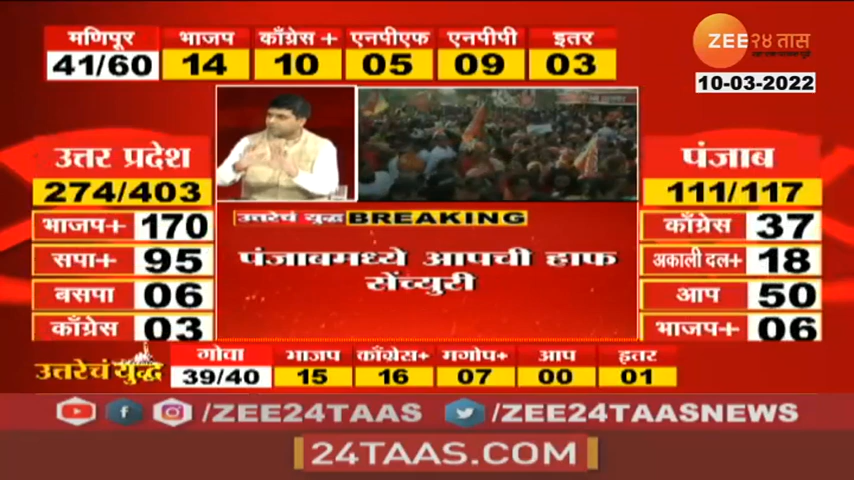 मणिपूर
41/60
भाजप 14
काँग्रेस + 10
एनपीएफ 05
एनपीपी 09
इतर 03
ZEE २४ तास
10-03-2022
उत्तर प्रदेश
274/403
भाजप+ 170
सपा+ 95
बसपा 06
काँग्रेस 03
उत्तरेचं युद्ध BREAKING
पंजाबमध्ये आपची हाफ
सेंच्युरी
पंजाब
111/117
काँग्रेस 37
अकाली दल+ 18
आप 50
भाजप+ 06
उत्तरेचं युद्ध
गोवा
39/40
भाजप 15
काँग्रेस+ 16
मगोप+ 07
आप 00
इतर 01
/ZEE24TAAS /ZEE24TAASNEWS
24TAAS.COM